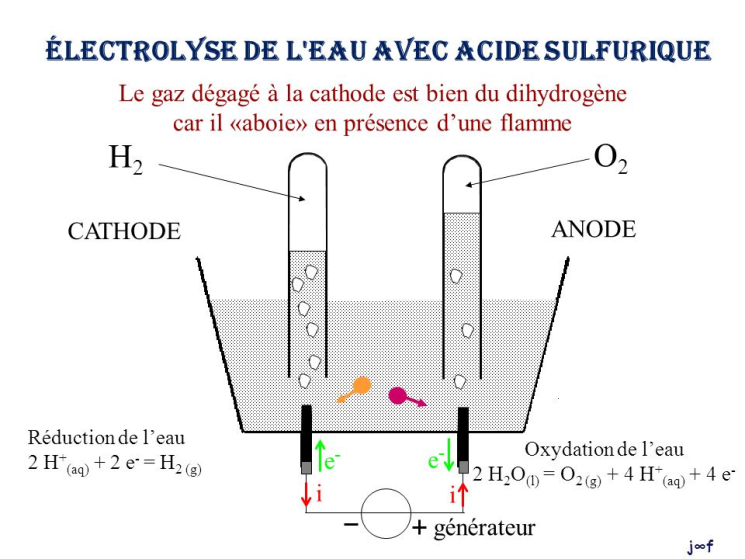 ÉLECTROLYSE DE L'EAU AVEC ACIDE SULFURIQUE
Le gaz dégagé à la cathode est bien du dihydrogène
car il «aboie» en présence d’une flamme
H₂
O₂
CATHODE
ANODE
Réduction de l’eau
2 H⁺(aq) + 2 e⁻ = H₂ (g)
Oxydation de l’eau
2 H₂O(l) = O₂ (g) + 4 H⁺(aq) + 4 e⁻
e⁻
e⁻
i
i
– + générateur
j∞f